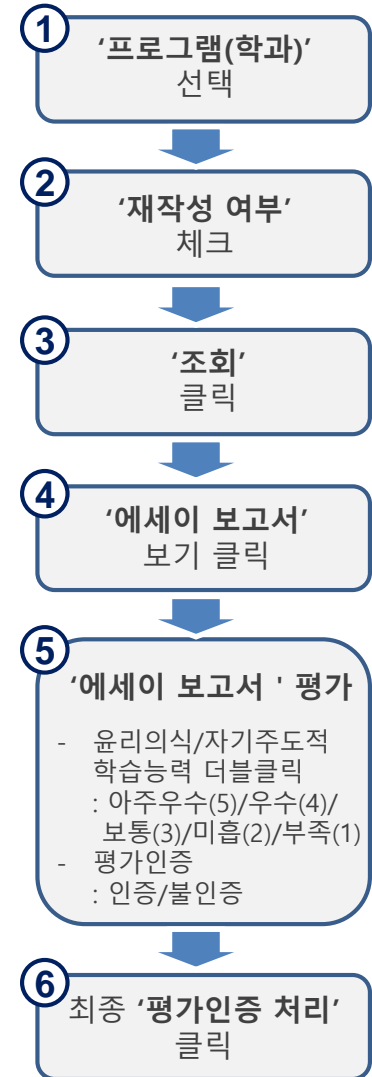 1
‘프로그램(학과)’
선택
2
‘재작성 여부’
체크
3
‘조회’
클릭
4
‘에세이 보고서’
보기 클릭
5
‘에세이 보고서 ' 평가
- 윤리의식/자기주도적
학습능력 더블클릭
: 아주우수(5)/우수(4)/
보통(3)/미흡(2)/부족(1)
- 평가인증
: 인증/불인증
6
최종 ‘평가인증 처리’
클릭